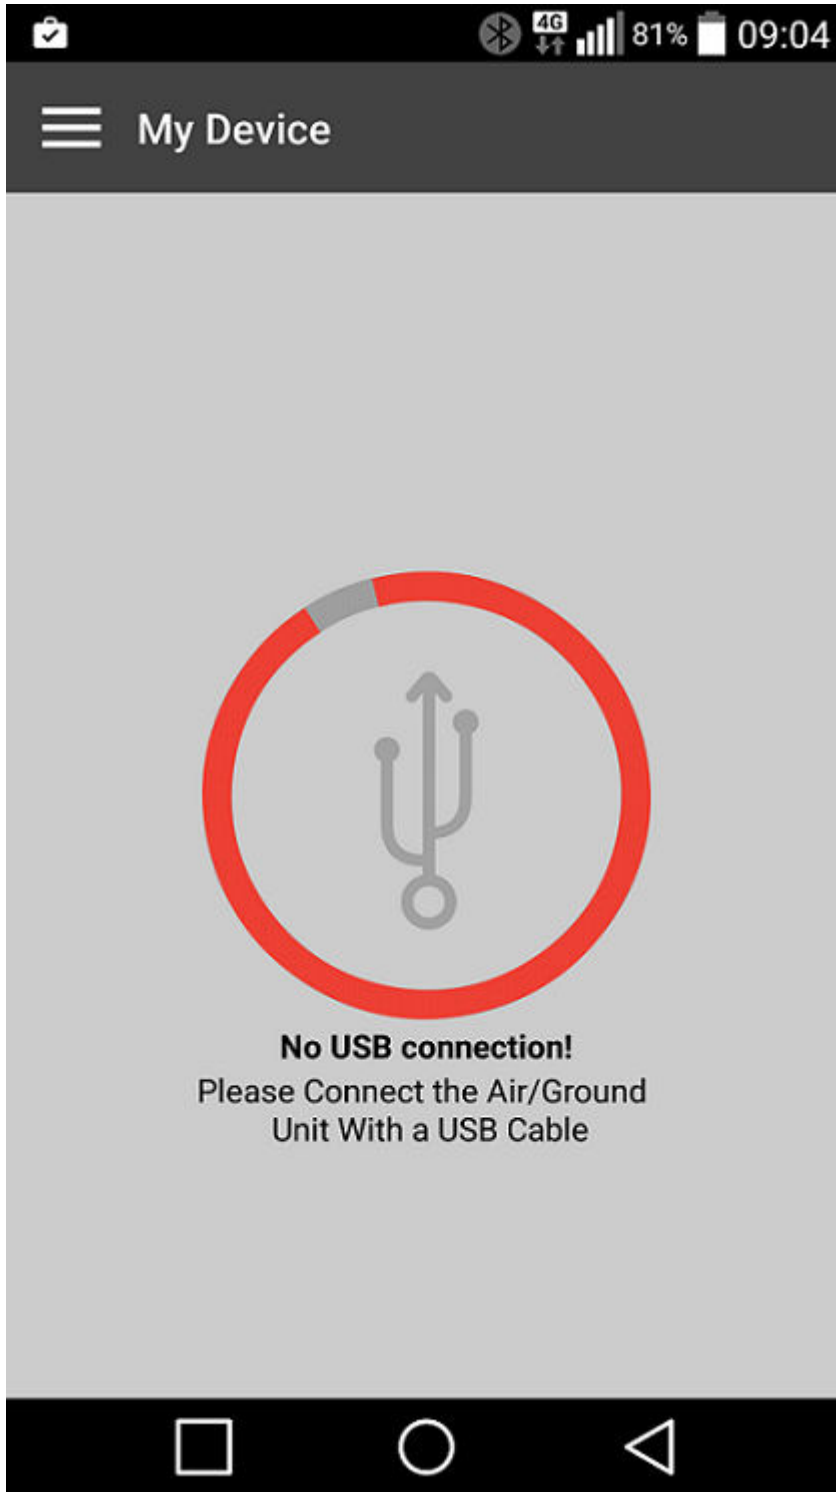 4G 81% 09:04
My Device
No USB connection!
Please Connect the Air/Ground
Unit With a USB Cable